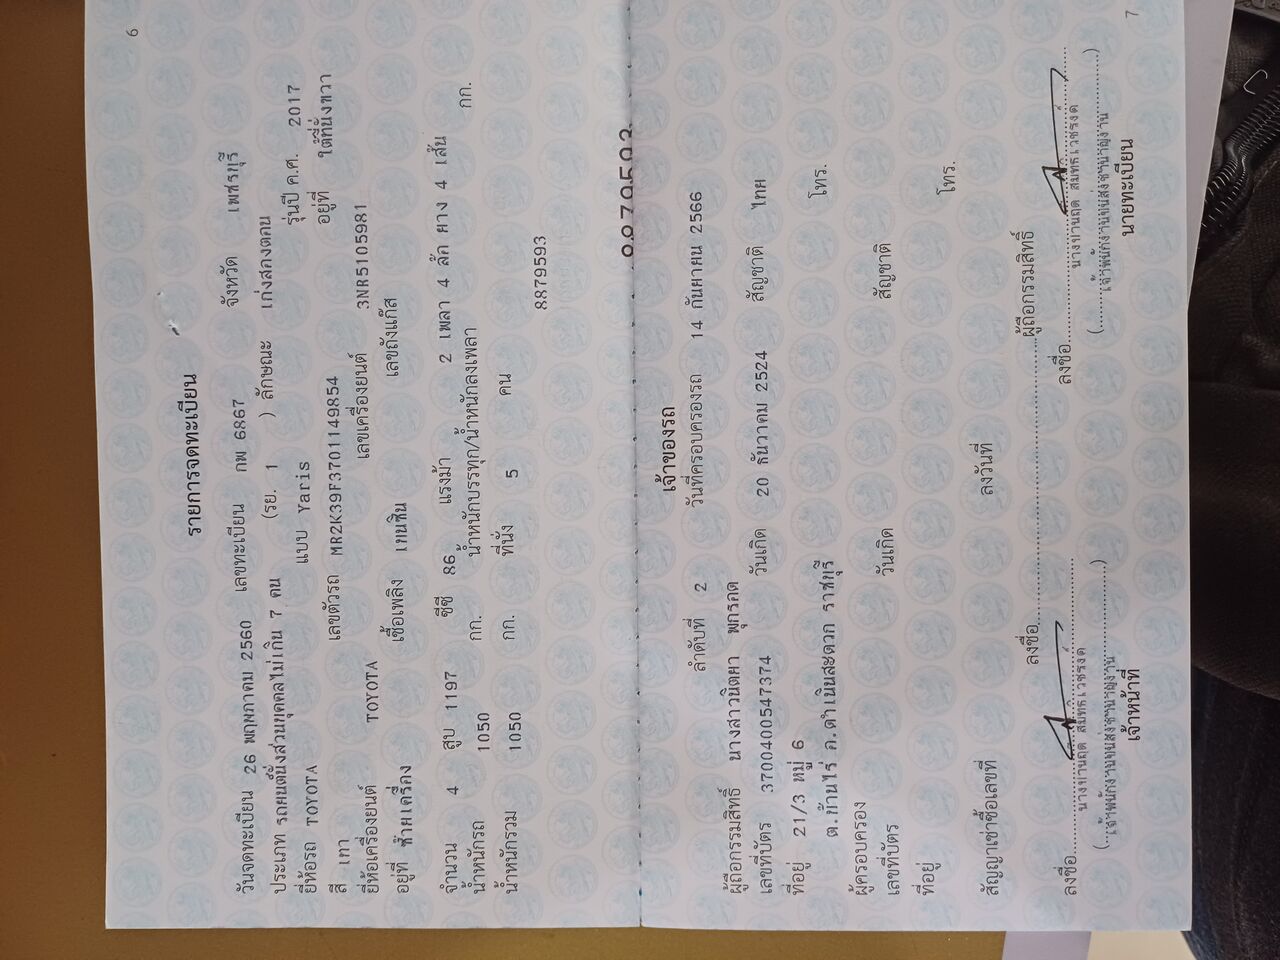 6
รายการจดทะเบียน
วันจดทะเบียน 26 พฤษภาคม 2560 เลขทะเบียน กพ 6867 จังหวัด เพชรบุรี
ประเภท รถยนต์นั่งส่วนบุคคลไม่เกิน 7 คน (รย. 1 ) ลักษณะ เก๋งสองตอน
ยี่ห้อรถ TOYOTA แบบ Yaris รุ่นปี ค.ศ. 2017
สี เทา เลขตัวรถ MR2K39F3701149854 อยู่ที่ ใต้ที่นั่งขวา
ยี่ห้อเครื่องยนต์ TOYOTA เลขเครื่องยนต์ 3NR5105981
อยู่ที่ ท้ายเครื่อง เชื้อเพลิง เบนซิน เลขถังแก๊ส
จำนวน 4 สูบ 1197 ซีซี 86 แรงม้า 2 เพลา 4 ล้อ ยาง 4 เส้น
น้ำหนักรถ 1050 กก. น้ำหนักบรรทุก/น้ำหนักลงเพลา กก.
น้ำหนักรวม 1050 กก. ที่นั่ง 5 คน
8879593
8879593
เจ้าของรถ
ลำดับที่ 2 วันที่ครอบครองรถ 14 กันยายน 2566
ผู้ถือกรรมสิทธิ์ นางสาวนิตยา
เลขที่บัตร 3700400547374 วันเกิด 20 ธันวาคม 2524 สัญชาติ ไทย
ที่อยู่ 21/3 หมู่ 6 โทร.
ต.บ้านไร่ อ.ดำเนินสะดวก ราชบุรี
ผู้ครอบครอง
เลขที่บัตร วันเกิด สัญชาติ
ที่อยู่ โทร.
สัญญาเช่าซื้อเลขที่ ลงวันที่
ลงชื่อ ผู้ถือกรรมสิทธิ์
ลงชื่อ ลงชื่อ
เจ้าหน้าที่ นายทะเบียน
7